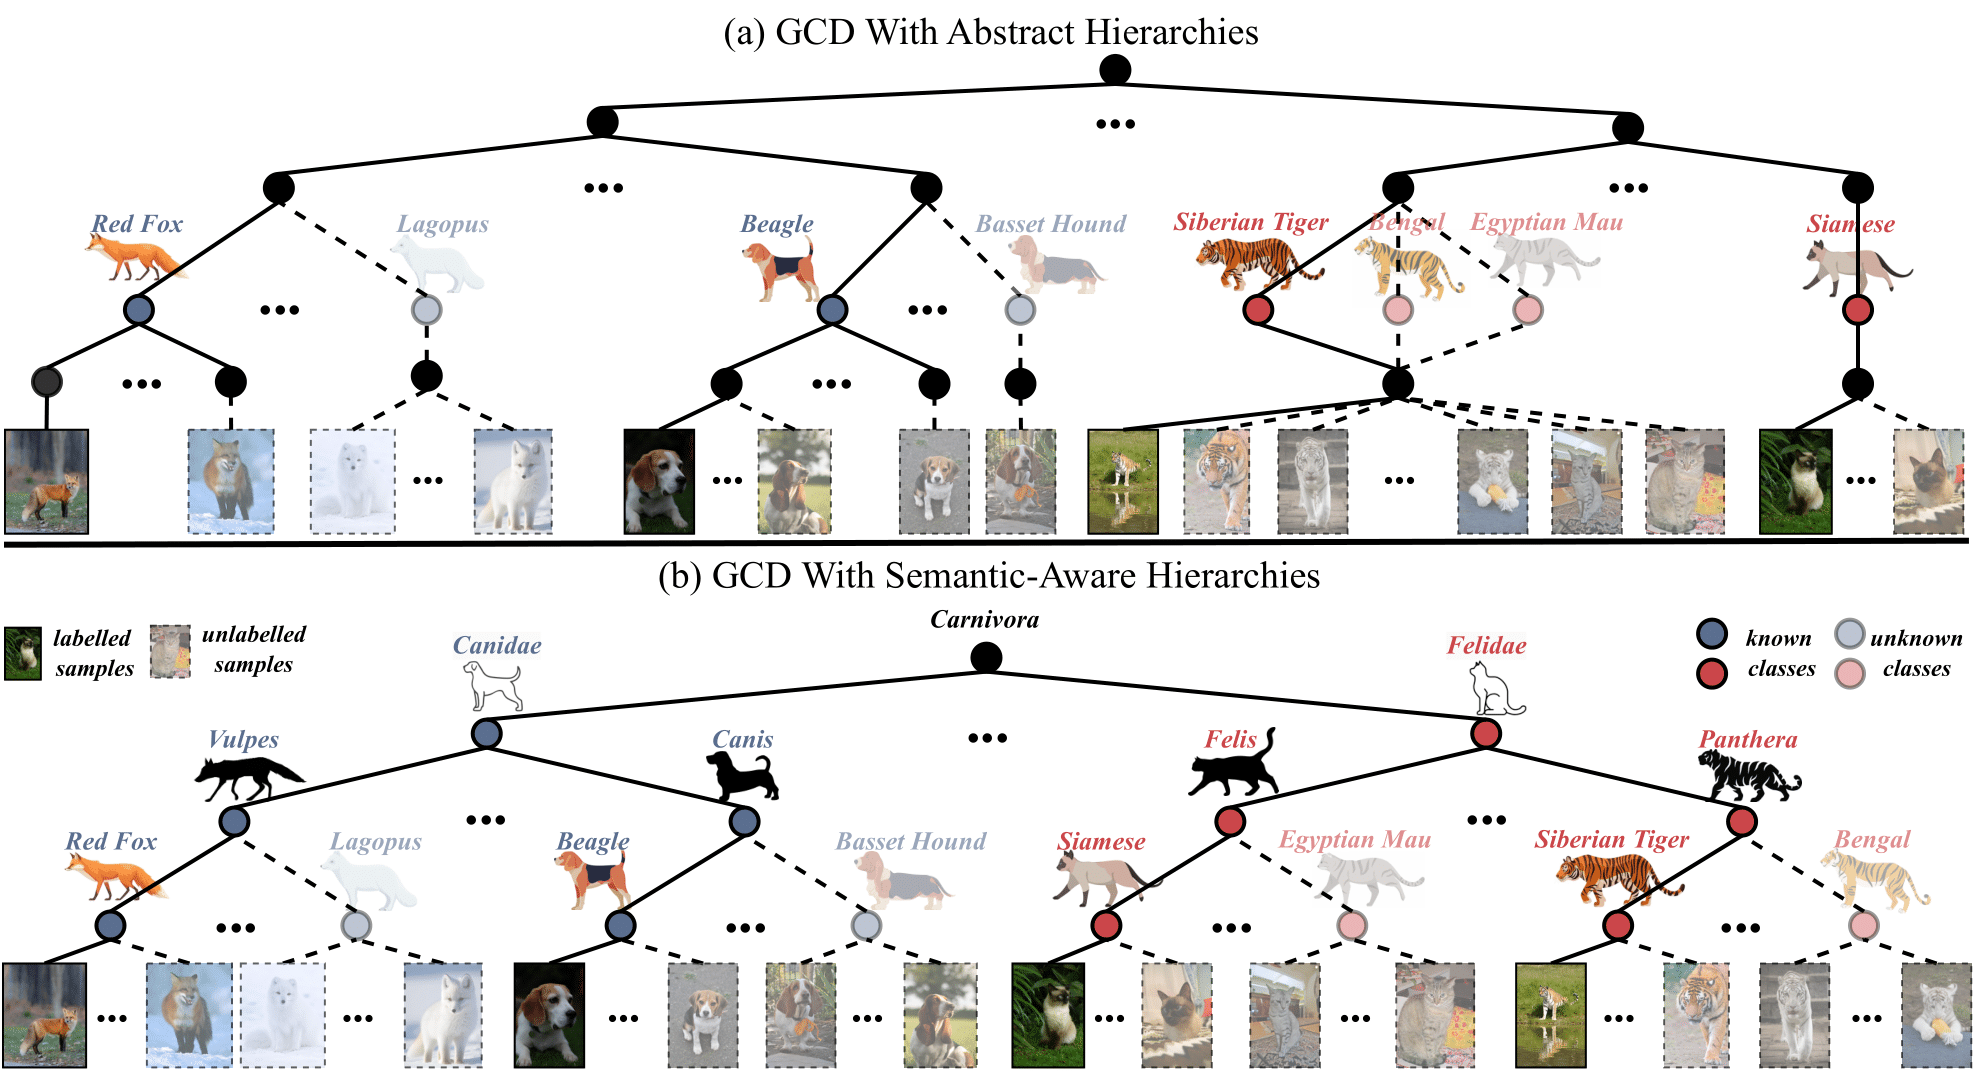 (a) GCD With Abstract Hierarchies
Red Fox
Lagopus
Beagle
Basset Hound
Siberian Tiger
Bengal
Egyptian Mau
Siamese
(b) GCD With Semantic-Aware Hierarchies
labelled
samples
unlabelled
samples
Carnivora
known
classes
unknown
classes
Canidae
Felidae
Vulpes
Canis
Felis
Panthera
Red Fox
Lagopus
Beagle
Basset Hound
Siamese
Egyptian Mau
Siberian Tiger
Bengal